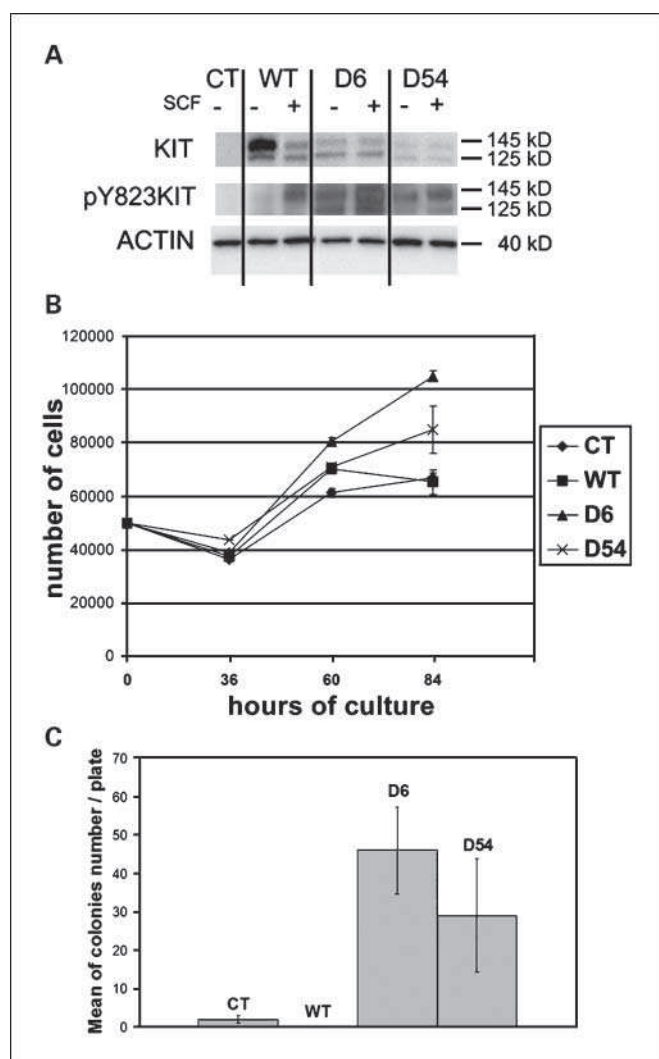 A
CT WT D6 D54
SCF - - + - + - +
KIT 145 kD
125 kD
pY823KIT 145 kD
125 kD
ACTIN 40 kD
B
120000
100000
80000
60000
40000
20000
0
number of cells
0 36 60 84
hours of culture
CT
WT
D6
D54
C
70
60
50
40
30
20
10
0
Mean of colonies number / plate
CT
WT
D6
D54